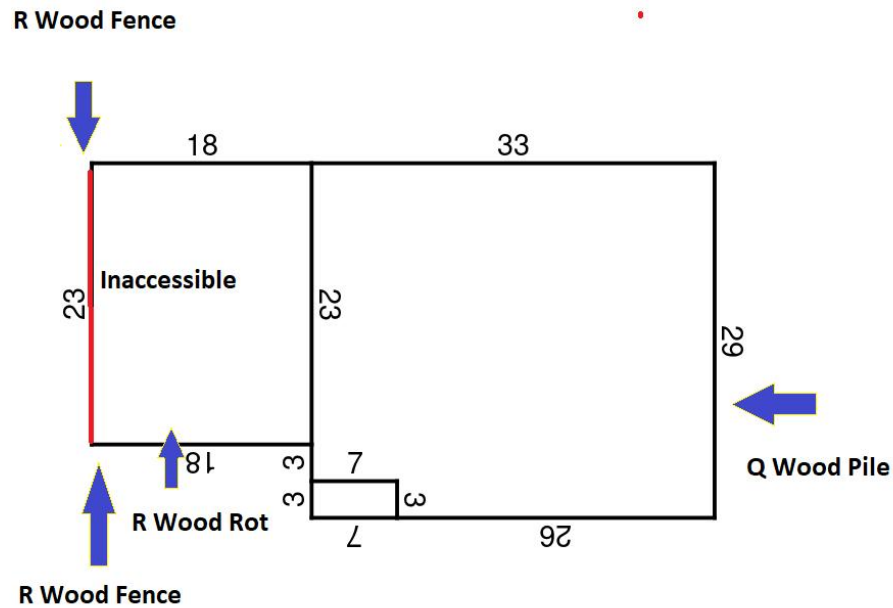 R Wood Fence
18
33
Inaccessible
23
23
29
18
3
7
Q Wood Pile
3
3
R Wood Rot
7
26
R Wood Fence